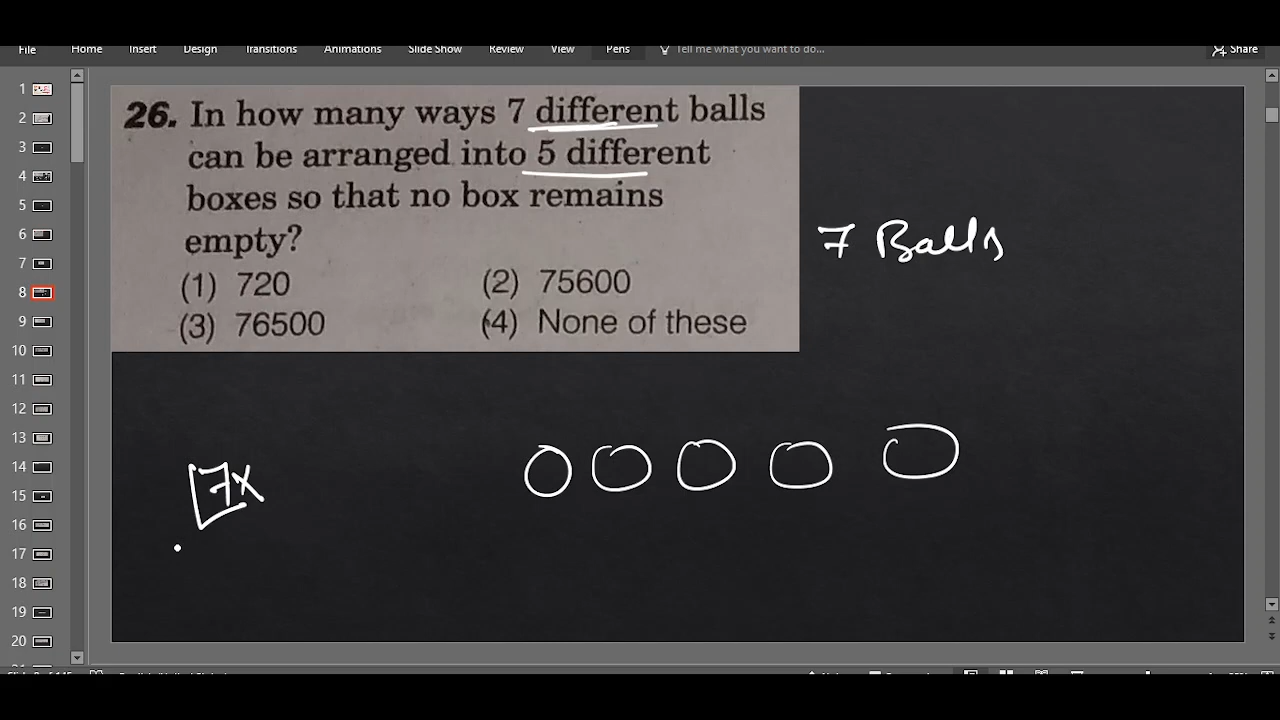 File Home Insert Design Transitions Animations Slide Show Review View Pens Tell me what you want to do... Share
1
2
3
4
5
6
7
8
9
10
11
12
13
14
15
16
17
18
19
20
26. In how many ways 7 different balls
can be arranged into 5 different
boxes so that no box remains
empty?
(1) 720 (2) 75600
(3) 76500 (4) None of these
7 Balls
7x